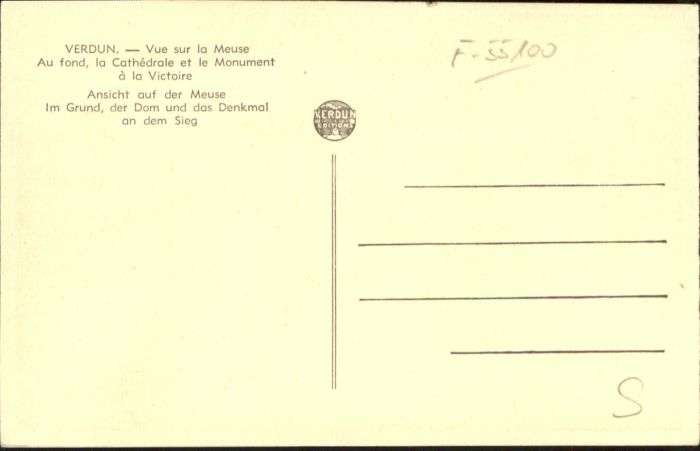 VERDUN. — Vue sur la Meuse
Au fond, la Cathédrale et le Monument
à la Victoire
Ansicht auf der Meuse
Im Grund, der Dom und das Denkmal
an dem Sieg
VERDUN
EDITIONS
F-55100
S